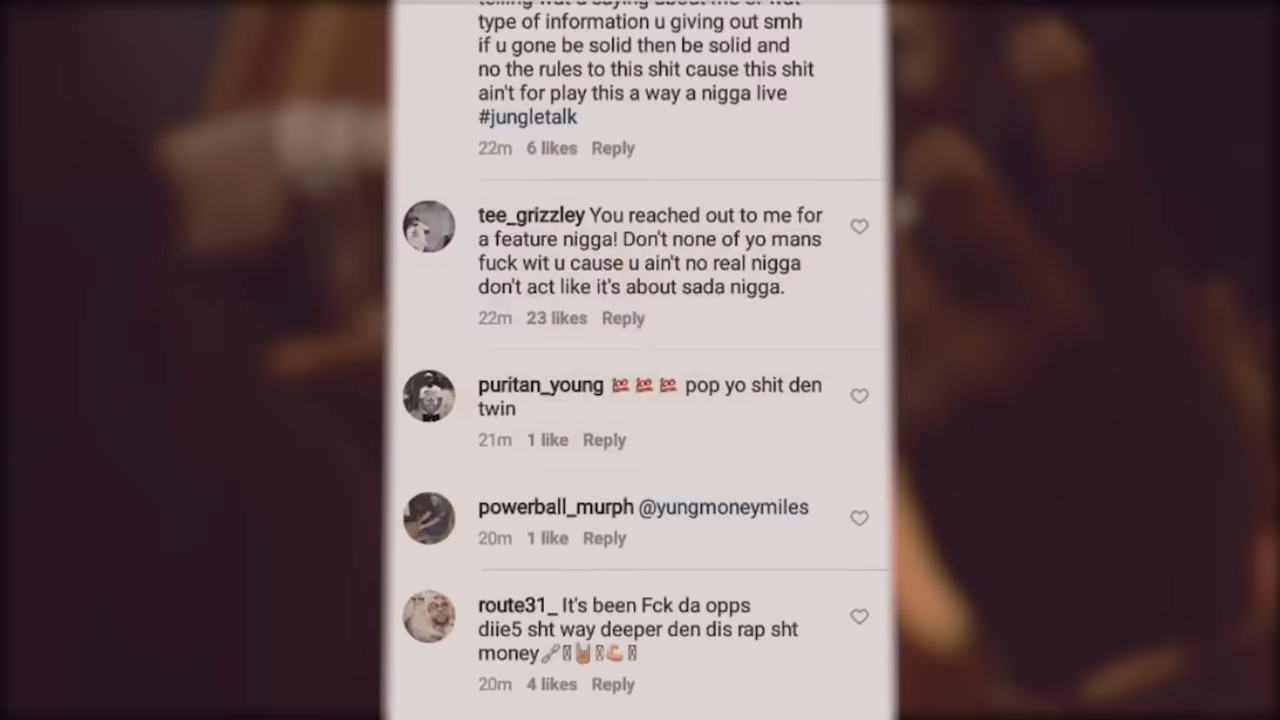 type of information u giving out smh
if u gone be solid then be solid and
no the rules to this shit cause this shit
ain't for play this a way a nigga live
#jungletalk
22m 6 likes Reply
tee_grizzley You reached out to me for
a feature nigga! Don't none of yo mans
fuck wit u cause u ain't no real nigga
don't act like it's about sada nigga.
22m 23 likes Reply
puritan_young 💯 💯 💯 pop yo shit den
twin
21m 1 like Reply
powerball_murph @yungmoneymiles
20m 1 like Reply
route31_ It's been Fck da opps
diie5 sht way deeper den dis rap sht
money
20m 4 likes Reply